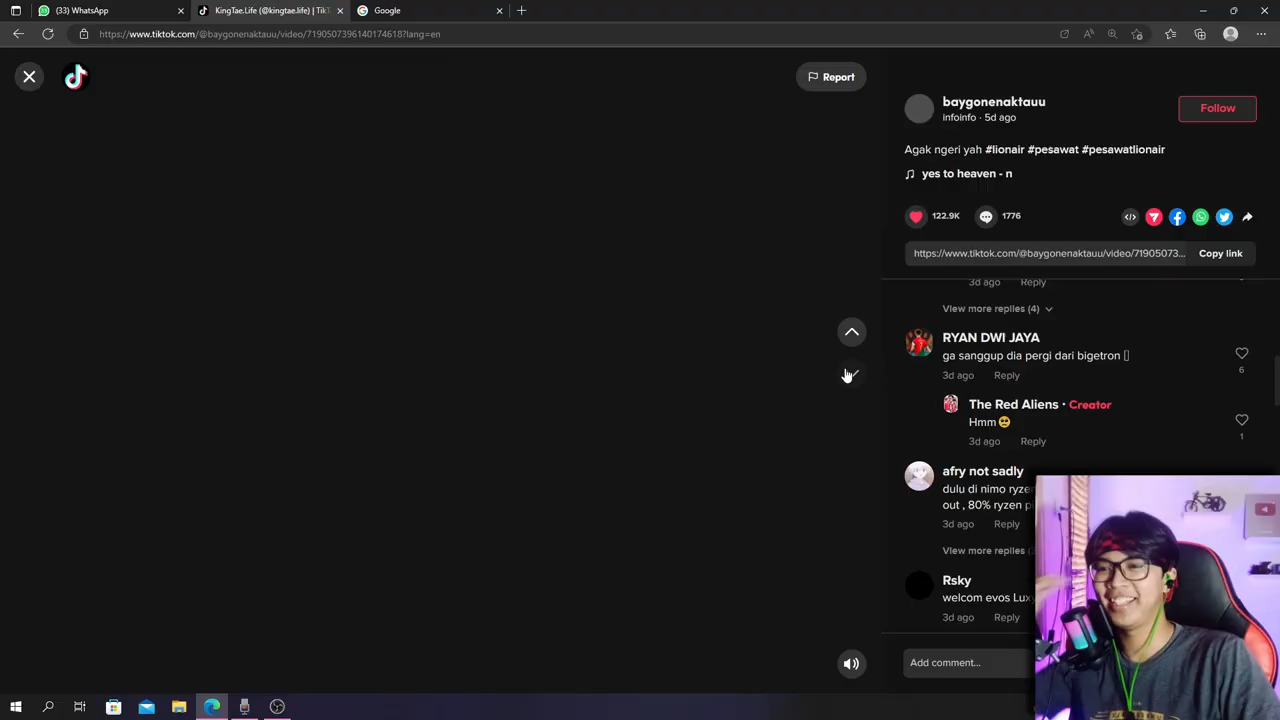 (33) WhatsApp
KingTae.Life (@kingtae.life) | TikT
Google
https://www.tiktok.com/@baygonenaktauu/video/7190507396140174618?lang=en
Report
baygonenaktauu
infoinfo · 5d ago
Follow
Agak ngeri yah #lionair #pesawat #pesawatlionair
yes to heaven - n
122.9K
1776
https://www.tiktok.com/@baygonenaktauu/video/71905073...
Copy link
3d ago Reply
View more replies (4)
RYAN DWI JAYA
ga sanggup dia pergi dari bigetron
3d ago Reply
6
The Red Aliens · Creator
Hmm 🥺
3d ago Reply
1
afry not sadly
dulu di nimo ryze
out , 80% ryzen p
3d ago Reply
View more replies
Rsky
welcom evos Lux
3d ago Reply
Add comment...